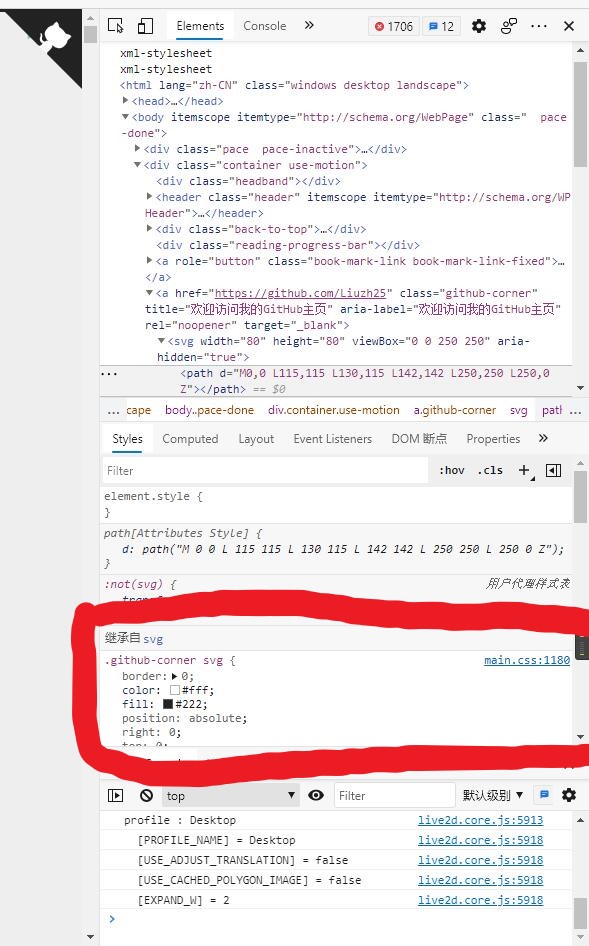 Elements Console 1706 12
xml-stylesheet
xml-stylesheet
<html lang="zh-CN" class="windows desktop landscape">
<head>…</head>
<body itemscope itemtype="http://schema.org/WebPage" class="  pace
-done">
<div class="pace  pace-inactive">…</div>
<div class="container use-motion">
<div class="headband"></div>
<header class="header" itemscope itemtype="http://schema.org/WP
Header">…</header>
<div class="back-to-top">…</div>
<div class="reading-progress-bar"></div>
<a role="button" class="book-mark-link book-mark-link-fixed">…
</a>
<a href="https://github.com/Liuzh25" class="github-corner"
title="欢迎访问我的GitHub主页" aria-label="欢迎访问我的GitHub主页"
rel="noopener" target="_blank">
<svg width="80" height="80" viewBox="0 0 250 250" aria-
hidden="true">
<path d="M0,0 L115,115 L130,115 L142,142 L250,250 L250,0
Z"></path> == $0
... cape body..pace-done div.container.use-motion a.github-corner svg path ...
Styles Computed Layout Event Listeners DOM 断点 Properties
Filter :hov .cls
element.style {
}
path[Attributes Style] {
d: path("M 0 0 L 115 115 L 130 115 L 142 142 L 250 250 L 250 0 Z");
}
:not(svg) { 用户代理样式表
继承自 svg
.github-corner svg { main.css:1180
border: 0;
color: #fff;
fill: #222;
position: absolute;
right: 0;
top: 0;
top Filter 默认级别
profile : Desktop live2d.core.js:5913
[PROFILE_NAME] = Desktop live2d.core.js:5918
[USE_ADJUST_TRANSLATION] = false live2d.core.js:5918
[USE_CACHED_POLYGON_IMAGE] = false live2d.core.js:5918
[EXPAND_W] = 2 live2d.core.js:5918